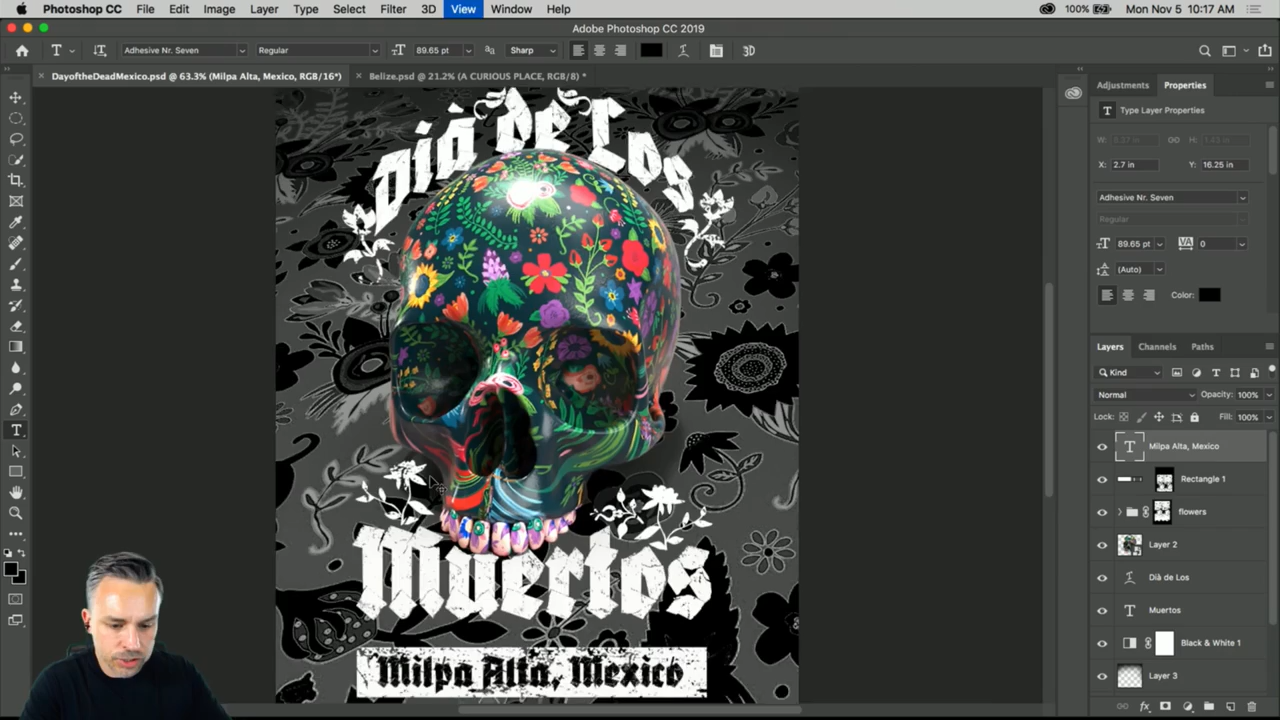 Photoshop CC File Edit Image Layer Type Select Filter 3D View Window Help 100% Mon Nov 5 10:17 AM
Adobe Photoshop CC 2019
T Adhesive Nr. Seven Regular 89.65 pt aa Sharp 3D
× DayoftheDeadMexico.psd @ 63.3% (Milpa Alta, Mexico, RGB/16*) × Belize.psd @ 21.2% (A CURIOUS PLACE, RGB/8) *
Adjustments Properties
T Type Layer Properties
W: H:
X: 2.7 in Y: 16.25 in
Adhesive Nr. Seven
Regular
89.65 pt VA 0
(Auto)
Color:
Layers Channels Paths
Kind
Normal Opacity: 100%
Lock: Fill: 100%
T Milpa Alta, Mexico
Rectangle 1
flowers
Layer 2
Dià de Los
T Muertos
Black & White 1
Layer 3
fx
Dià de Los
Muertos
Milpa Alta, Mexico